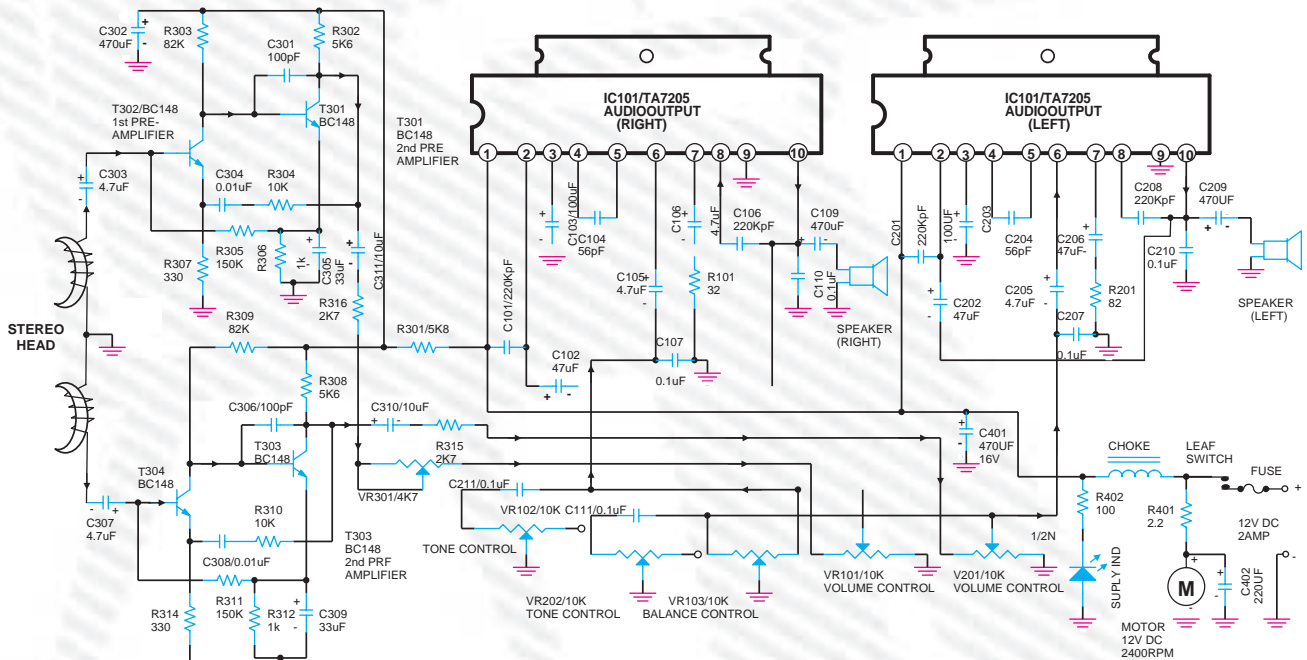 C302
470uF
+
-
R303
82K
C301
100pF
R302
5K6
T302/BC148
1st PRE-
AMPLIFIER
T301
BC148
T301
BC148
2nd PRE
AMPLIFIER
+
C303
4.7uF
-
C304
0.01uF
R304
10K
R305
150K
R306
1k
C305
33uF
+
-
C311/10uF
+
-
R307
330
R316
2K7
STEREO
HEAD
R309
82K
R301/5K8
R308
5K6
C306/100pF
C310/10uF
+
-
T303
BC148
R315
2K7
T304
BC148
VR301/4K7
-
+
C307
4.7uF
R310
10K
C308/0.01uF
T303
BC148
2nd PRF
AMPLIFIER
R314
330
R311
150K
R312
1k
+
-
C309
33uF
IC101/TA7205
AUDIOOUTPUT
(RIGHT)
1
2
3
4
5
6
7
8
9
10
C101/220KpF
C102
47uF
+
-
C103/100uF
+
-
C104
56pF
C105
4.7uF
+
-
C106
4.7uF
+
-
R101
32
C107
0.1uF
C106
220KpF
C109
470uF
+
-
C110
0.1uF
SPEAKER
(RIGHT)
IC101/TA7205
AUDIOOUTPUT
(LEFT)
1
2
3
4
5
6
7
8
9
10
C201
220KpF
C202
47uF
+
-
100UF
+
-
C203
C204
56pF
C205
4.7uF
+
-
C206
47uF
+
-
R201
82
C207
0.1uF
C208
220KpF
C209
470UF
+
-
C210
0.1uF
SPEAKER
(LEFT)
C401
470UF
16V
+
-
C211/0.1uF
VR102/10K
TONE CONTROL
C111/0.1uF
VR202/10K
TONE CONTROL
VR103/10K
BALANCE CONTROL
VR101/10K
VOLUME CONTROL
V201/10K
VOLUME CONTROL
1/2N
CHOKE
LEAF
SWITCH
FUSE
+
R402
100
SUPLY IND
R401
2.2
12V DC
2AMP
-
+
M
-
MOTOR
12V DC
2400RPM
+
-
C402
220UF